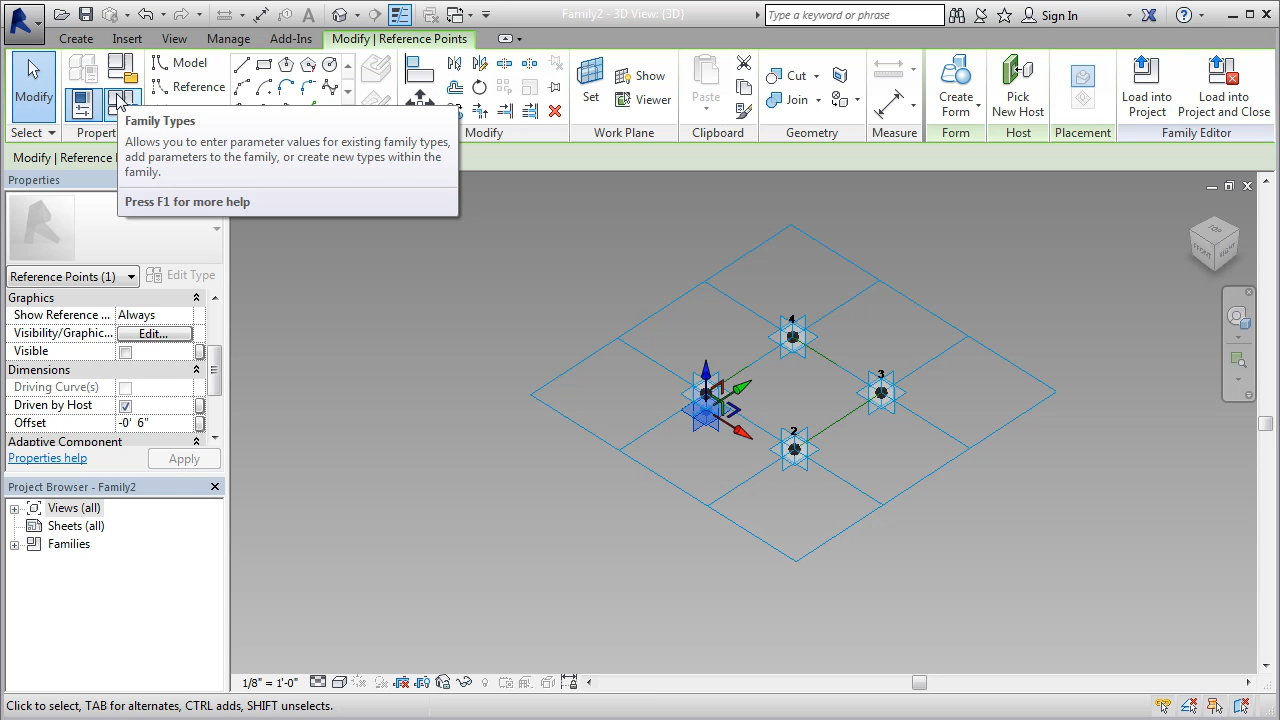 Family2 - 3D View: {3D}
Type a keyword or phrase
Sign In
Create
Insert
View
Manage
Add-Ins
Modify | Reference Points
Modify
Select
Propert
Model
Reference
Modify
Set
Show
Viewer
Work Plane
Paste
Clipboard
Cut
Join
Geometry
Measure
Create
Form
Form
Pick
New Host
Host
Placement
Load into
Project
Load into
Project and Close
Family Editor
Family Types
Allows you to enter parameter values for existing family types,
add parameters to the family, or create new types within the
family.
Press F1 for more help
Modify | Reference
Properties
Reference Points (1)
Edit Type
Graphics
Show Reference ...
Always
Visibility/Graphic...
Edit...
Visible
Dimensions
Driving Curve(s)
Driven by Host
Offset
-0' 6"
Adaptive Component
Properties help
Apply
Project Browser - Family2
Views (all)
Sheets (all)
Families
4
3
2
1/8" = 1'-0"
Click to select, TAB for alternates, CTRL adds, SHIFT unselects.